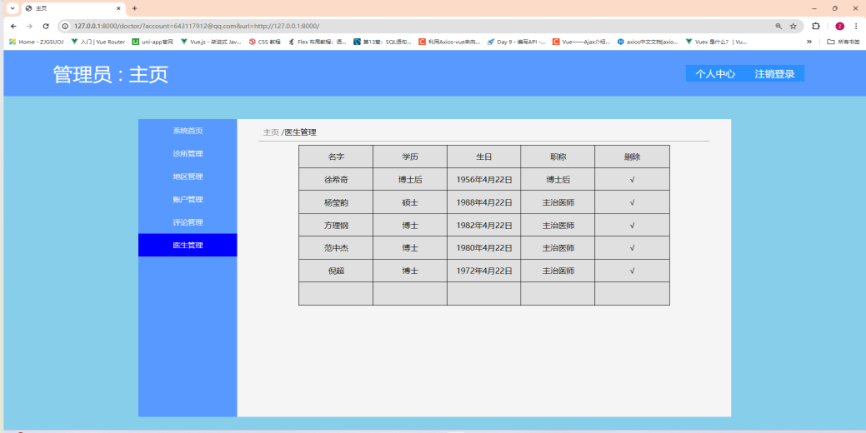 主页
127.0.0.1:8000/doctor/?account=643117912@qq.com&url=http://127.0.0.1:8000/
Home - ZJGSUOJ 入门 | Vue Router uni-app官网 Vue.js - 渐进式 Jav... CSS 教程 Flex 布局教程：语... 第13章：SQL语句... 利用Axios-vue来向... Day 9 - 编写API -... Vue——Ajax介绍... axios中文文档|axio... Vuex 是什么？ | Vu... » 所有书签
管理员：主页 个人中心 注销登录
系统首页
诊所管理
地区管理
账户管理
评论管理
医生管理
主页 /医生管理
名字 学历 生日 职称 删除
徐希奇 博士后 1956年4月22日 博士后 √
杨莹韵 硕士 1988年4月22日 主治医师 √
方理纲 博士 1982年4月22日 主治医师 √
范中杰 博士 1980年4月22日 主治医师 √
倪超 博士 1972年4月22日 主治医师 √